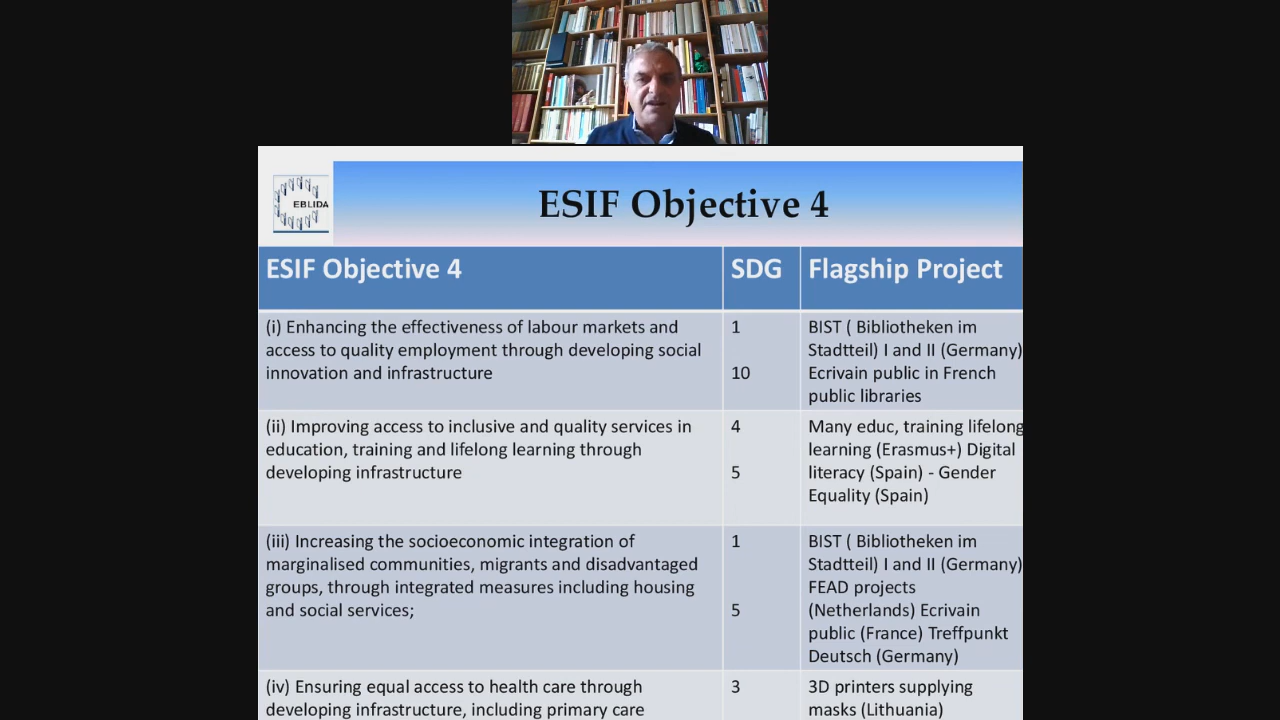 EBLIDA
ESIF Objective 4
ESIF Objective 4
SDG
Flagship Project
(i) Enhancing the effectiveness of labour markets and
access to quality employment through developing social
innovation and infrastructure
1
10
BIST ( Bibliotheken im
Stadtteil) I and II (Germany)
Ecrivain public in French
public libraries
(ii) Improving access to inclusive and quality services in
education, training and lifelong learning through
developing infrastructure
4
5
Many educ, training lifelong
learning (Erasmus+) Digital
literacy (Spain) - Gender
Equality (Spain)
(iii) Increasing the socioeconomic integration of
marginalised communities, migrants and disadvantaged
groups, through integrated measures including housing
and social services;
1
5
BIST ( Bibliotheken im
Stadtteil) I and II (Germany)
FEAD projects
(Netherlands) Ecrivain
public (France) Treffpunkt
Deutsch (Germany)
(iv) Ensuring equal access to health care through
developing infrastructure, including primary care
3
3D printers supplying
masks (Lithuania)